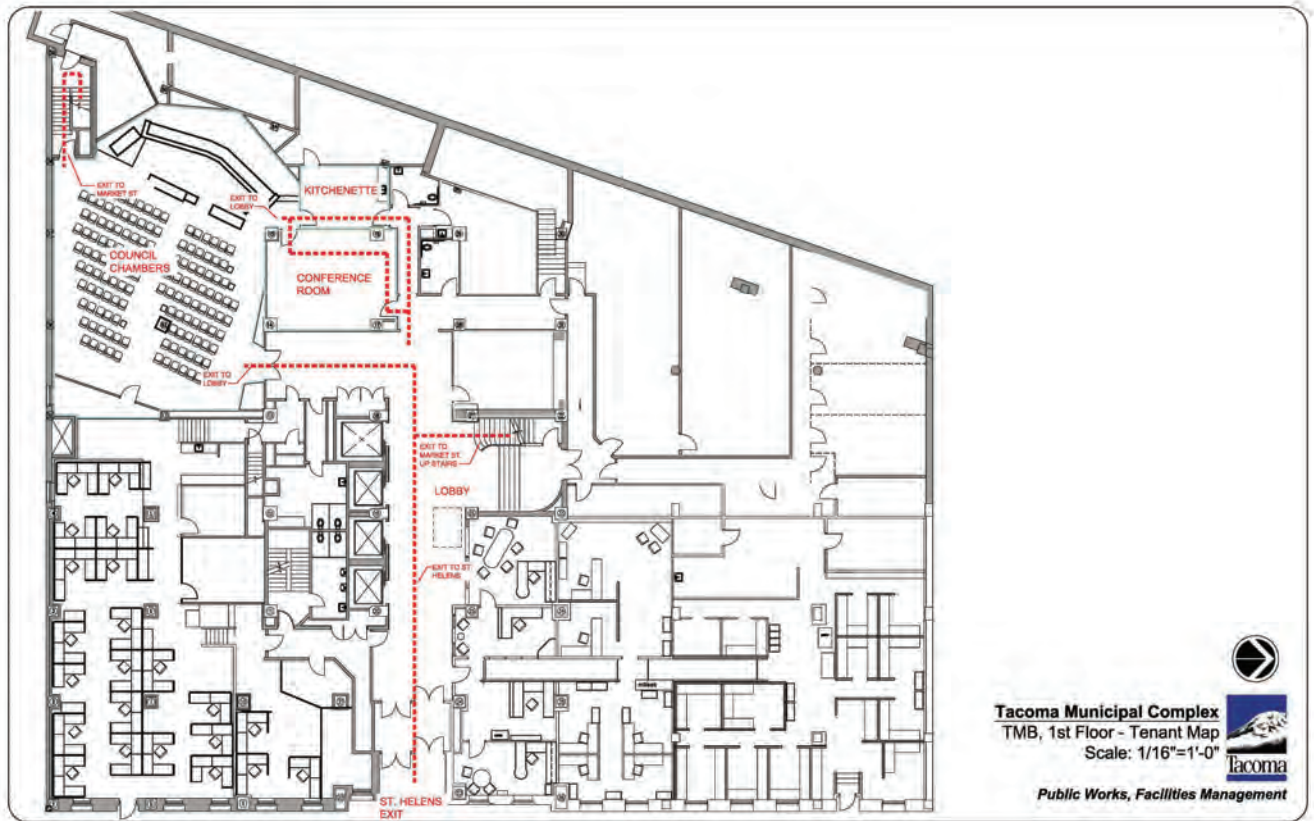 EXIT TO
MARKET ST
EXIT TO
LOBBY
KITCHENETTE
COUNCIL
CHAMBERS
CONFERENCE
ROOM
EXIT TO
LOBBY
EXIT TO
MARKET ST.
UP STAIRS
LOBBY
EXIT TO ST
HELENS
ST. HELENS
EXIT
Tacoma Municipal Complex
TMB, 1st Floor - Tenant Map
Scale: 1/16"=1'-0"
Tacoma
Public Works, Facilities Management